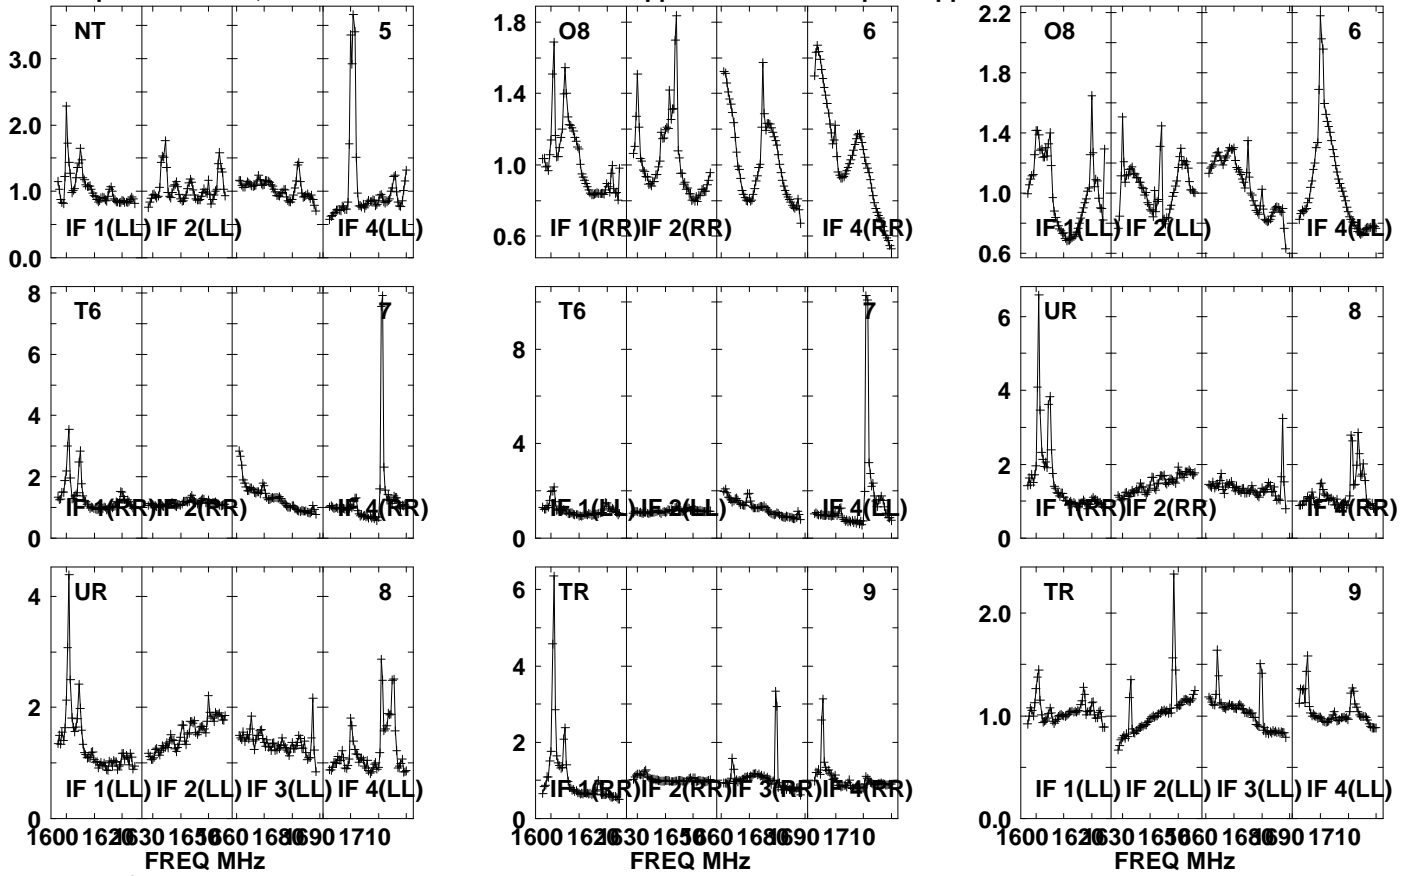 NT 5
3.0
2.0
1.0
0.0
IF 1(LL) IF 2(LL) IF 4(LL)
O8 6
1.8
1.4
1.0
0.6
IF 1(RR) IF 2(RR) IF 4(RR)
O8 6
2.2
1.8
1.4
1.0
0.6
IF 1(LL) IF 2(LL) IF 4(LL)
T6 7
8
6
4
2
0
IF 1(RR) IF 2(RR) IF 4(RR)
T6 7
8
4
0
IF 1(LL) IF 2(LL) IF 4(LL)
UR 8
6
4
2
0
IF 1(RR) IF 2(RR) IF 4(RR)
UR 8
4
2
0
IF 1(LL) IF 2(LL) IF 3(LL) IF 4(LL)
1600 1620 1630 1650 1660 1680 1690 1710
FREQ MHz
TR 9
6
4
2
0
IF 1(RR) IF 2(RR) IF 3(RR) IF 4(RR)
1600 1620 1630 1650 1660 1680 1690 1710
FREQ MHz
TR 9
2.0
1.0
0.0
IF 1(LL) IF 2(LL) IF 3(LL) IF 4(LL)
1600 1620 1630 1650 1660 1680 1690 1710
FREQ MHz